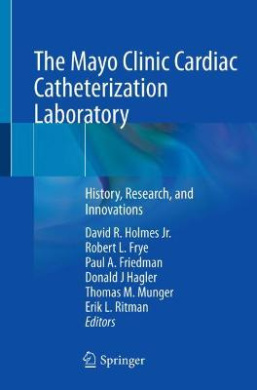 The Mayo Clinic Cardiac
Catheterization
Laboratory
History, Research, and
Innovations
David R. Holmes Jr.
Robert L. Frye
Paul A. Friedman
Donald J Hagler
Thomas M. Munger
Erik L. Ritman
Editors
Springer